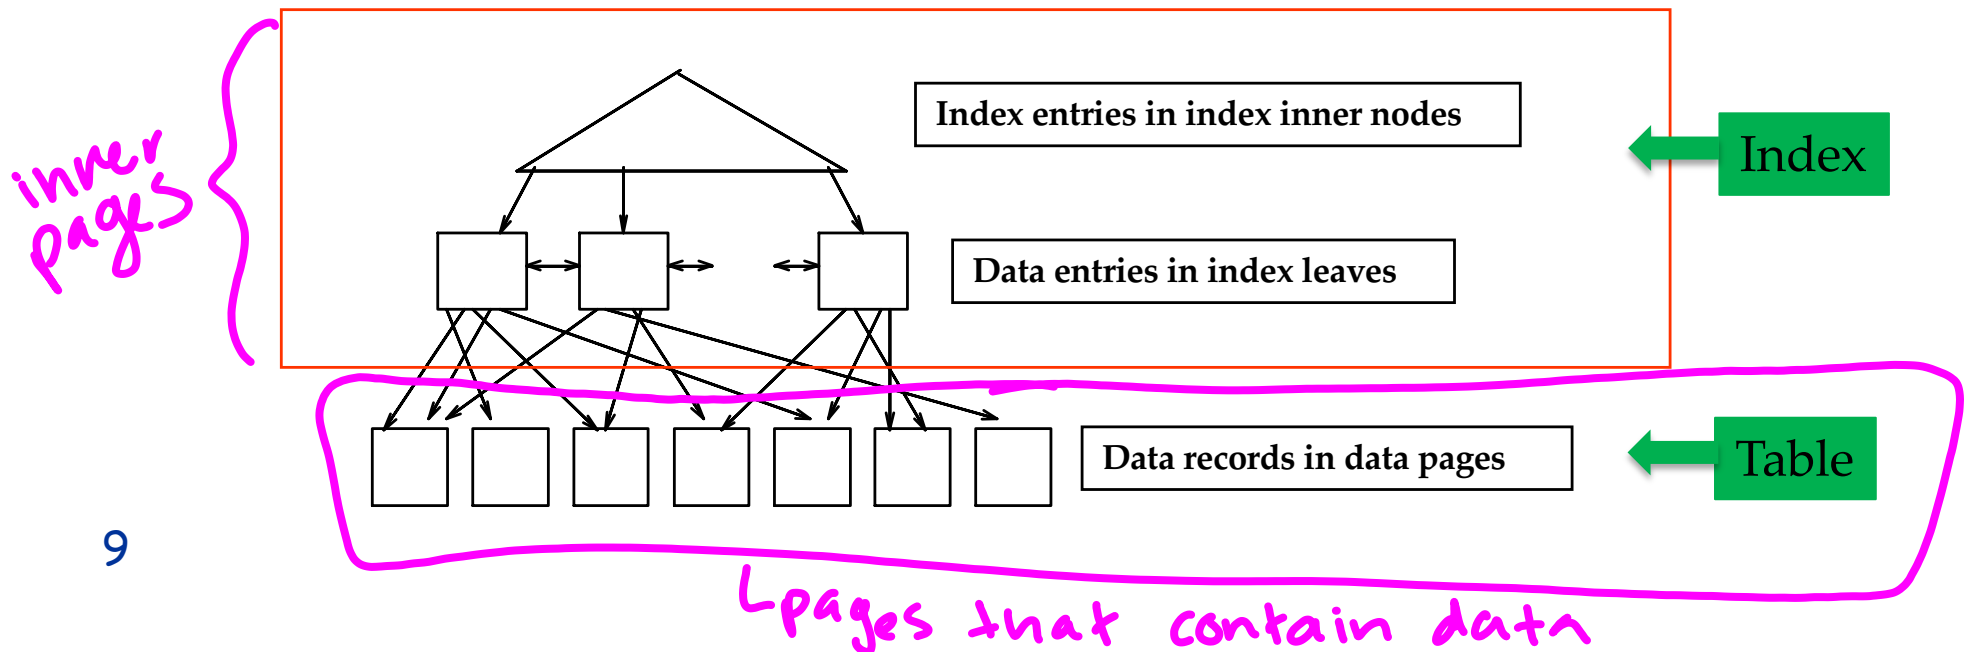 Index entries in index inner nodes
Index
inner
pages
Data entries in index leaves
Data records in data pages
Table
9
pages that contain data